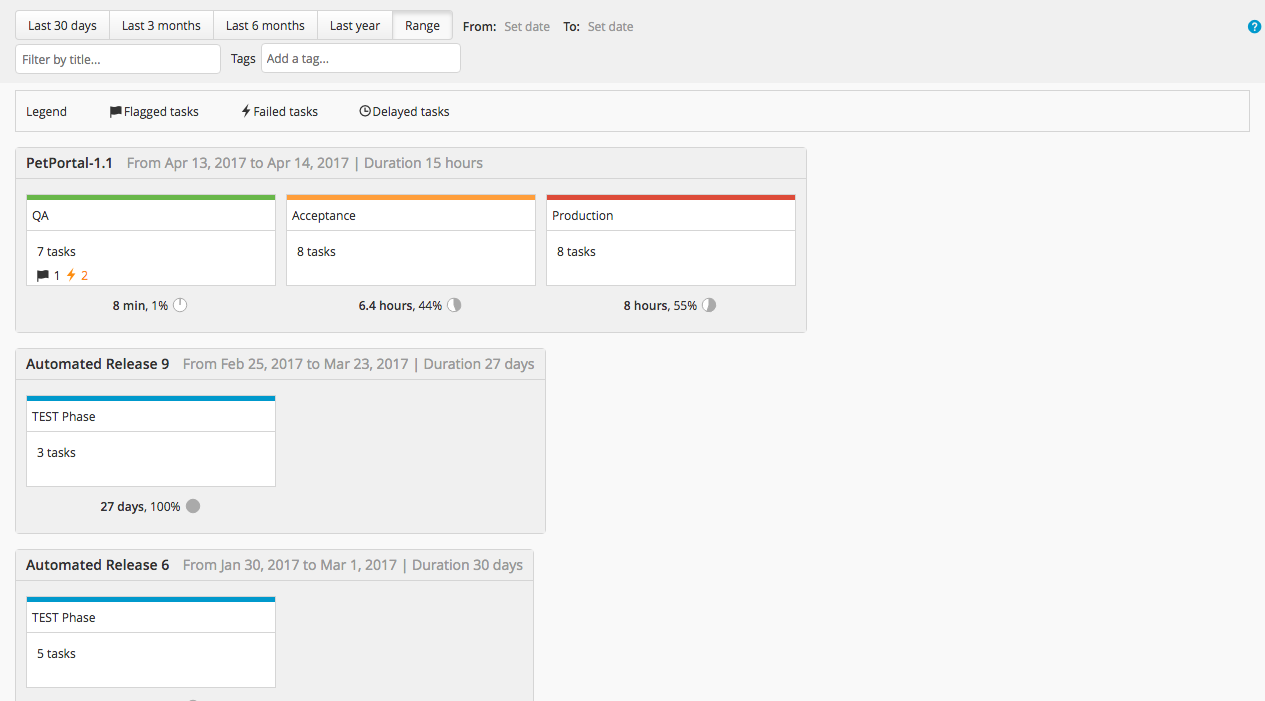 Last 30 days Last 3 months Last 6 months Last year Range From: Set date To: Set date ?
Filter by title... Tags Add a tag...
Legend Flagged tasks Failed tasks Delayed tasks
PetPortal-1.1 From Apr 13, 2017 to Apr 14, 2017 | Duration 15 hours
QA Acceptance Production
7 tasks 8 tasks 8 tasks
1 2
8 min, 1% 6.4 hours, 44% 8 hours, 55%
Automated Release 9 From Feb 25, 2017 to Mar 23, 2017 | Duration 27 days
TEST Phase
3 tasks
27 days, 100%
Automated Release 6 From Jan 30, 2017 to Mar 1, 2017 | Duration 30 days
TEST Phase
5 tasks